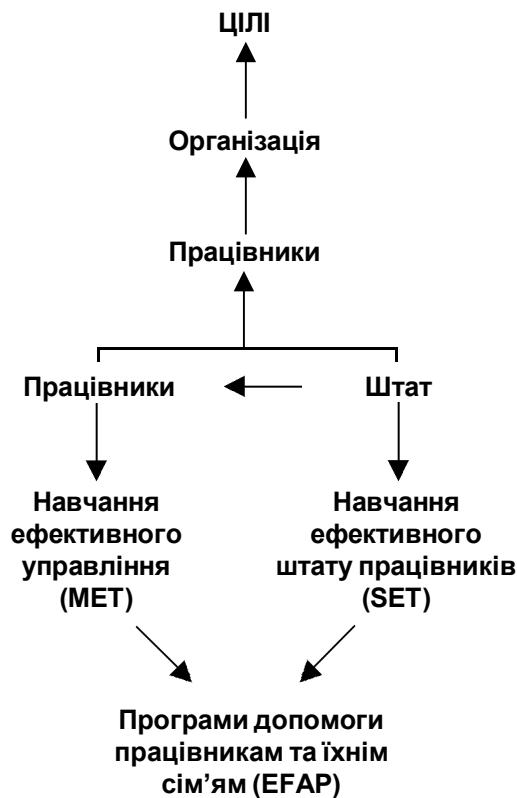 ЦІЛІ
Організація
Працівники
Працівники
Штат
Навчання
ефективного
управління
(МЕТ)
Навчання
ефективного
штату працівників
(SET)
Програми допомоги
працівникам та їхнім
сім’ям (EFAP)